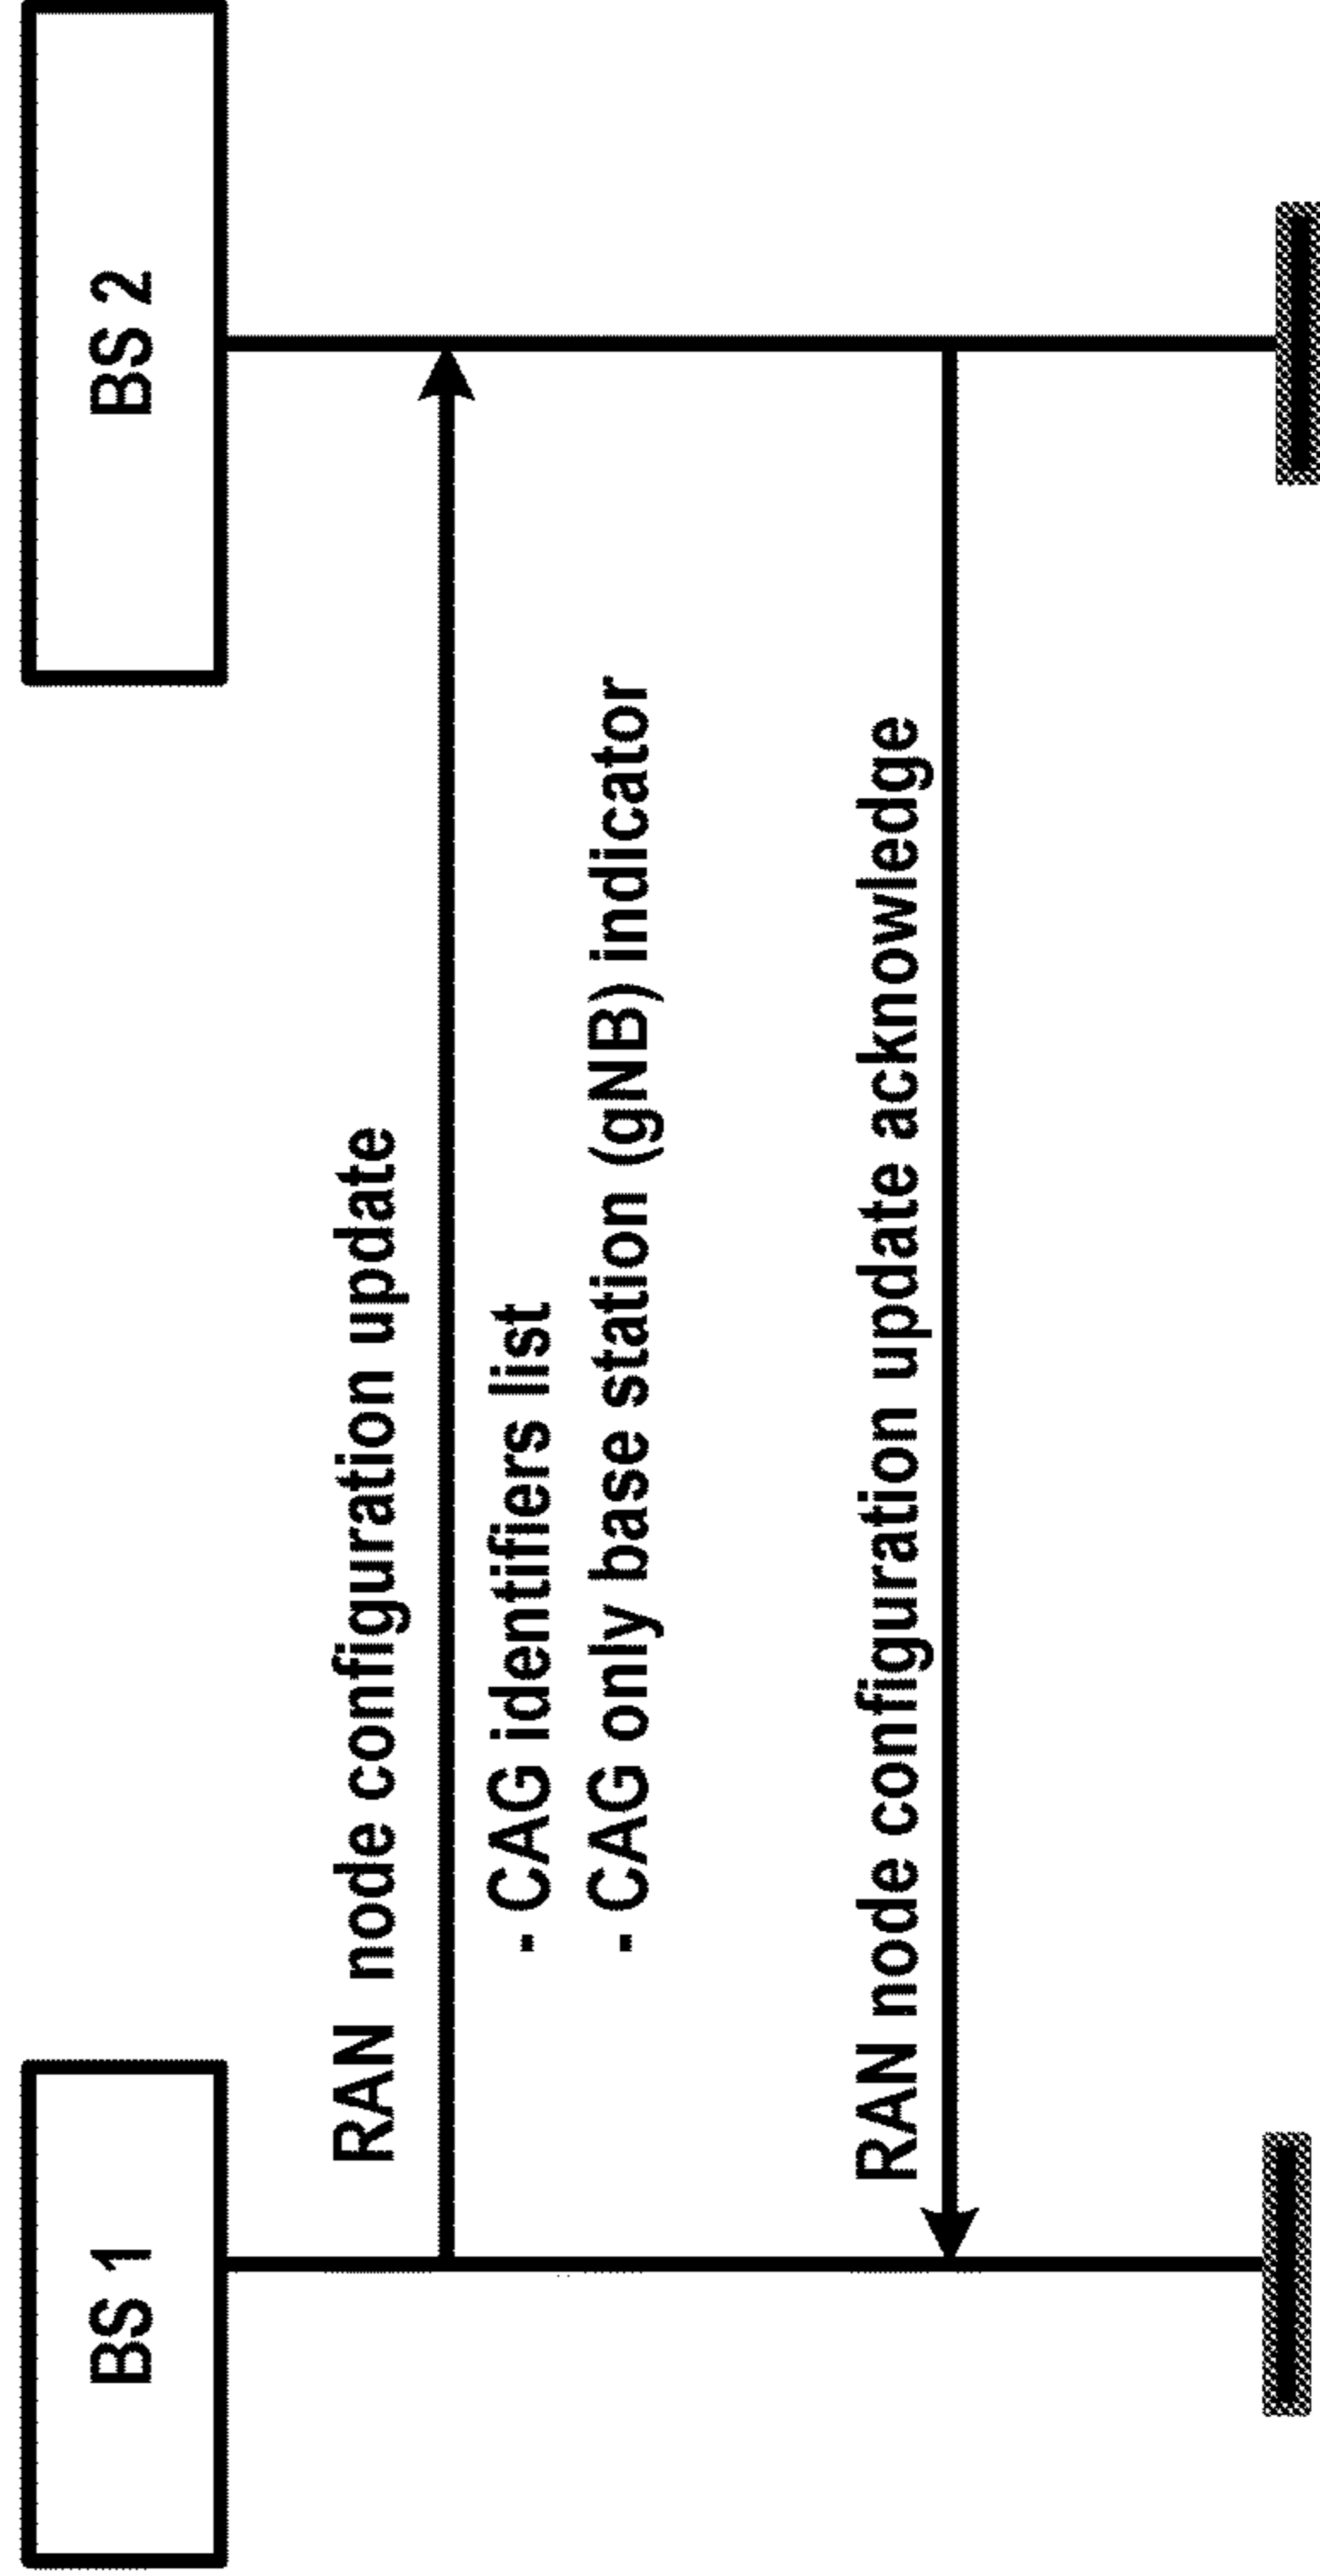 BS 1
BS 2
RAN node configuration update
- CAG identifiers list
- CAG only base station (gNB) indicator
RAN node configuration update acknowledge